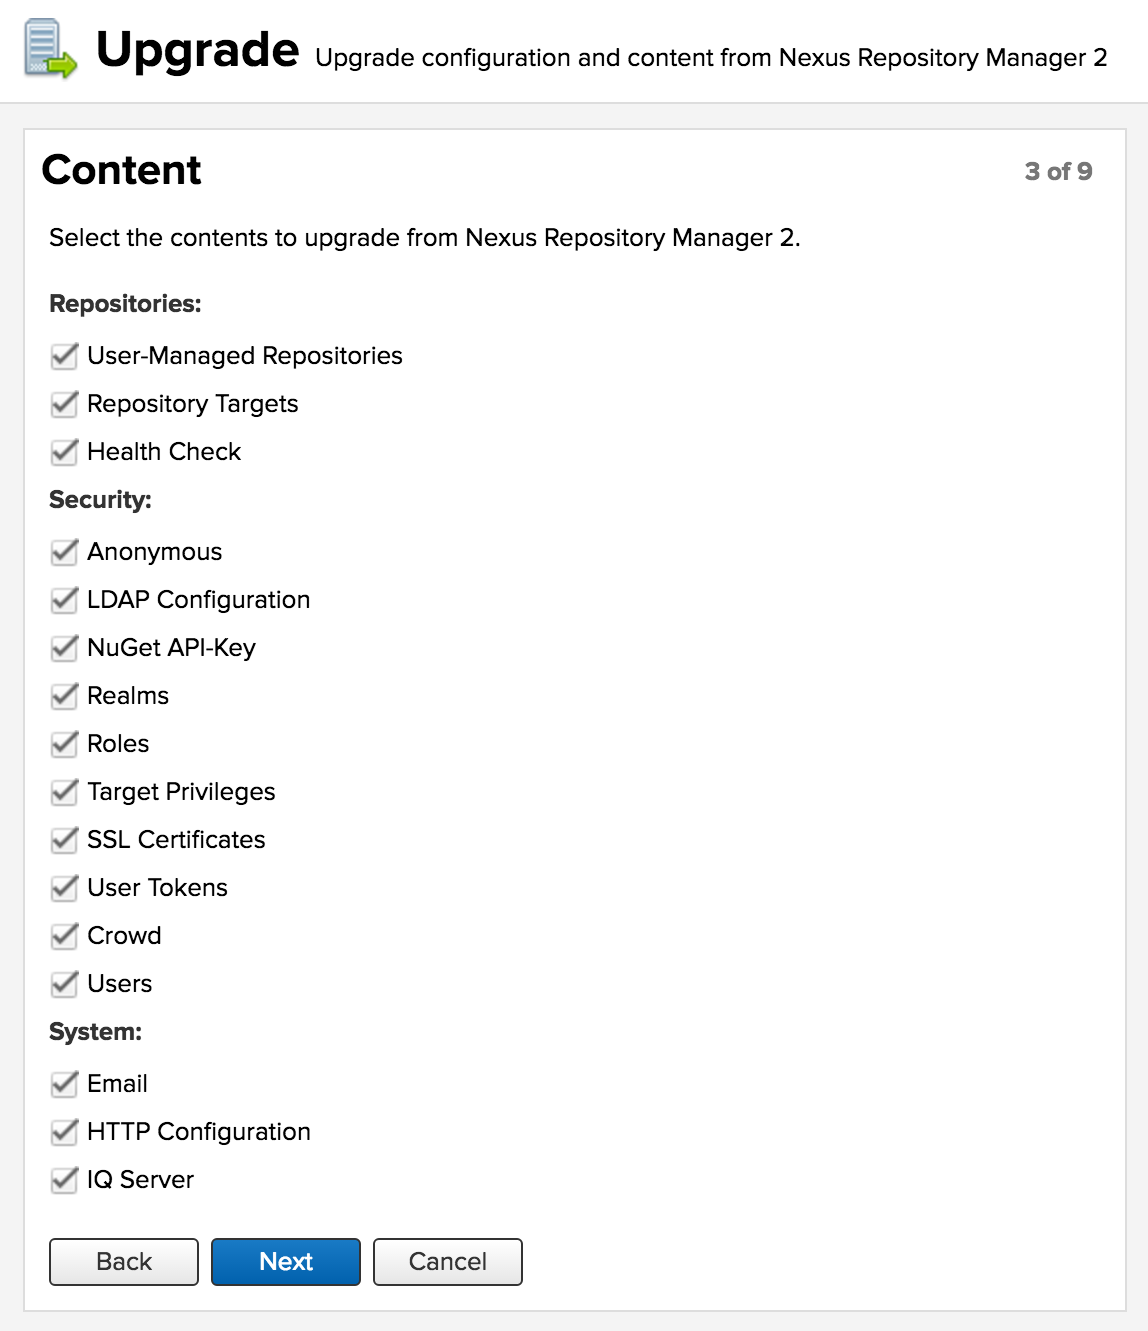 Upgrade Upgrade configuration and content from Nexus Repository Manager 2
Content 3 of 9
Select the contents to upgrade from Nexus Repository Manager 2.
Repositories:
User-Managed Repositories
Repository Targets
Health Check
Security:
Anonymous
LDAP Configuration
NuGet API-Key
Realms
Roles
Target Privileges
SSL Certificates
User Tokens
Crowd
Users
System:
Email
HTTP Configuration
IQ Server
Back Next Cancel